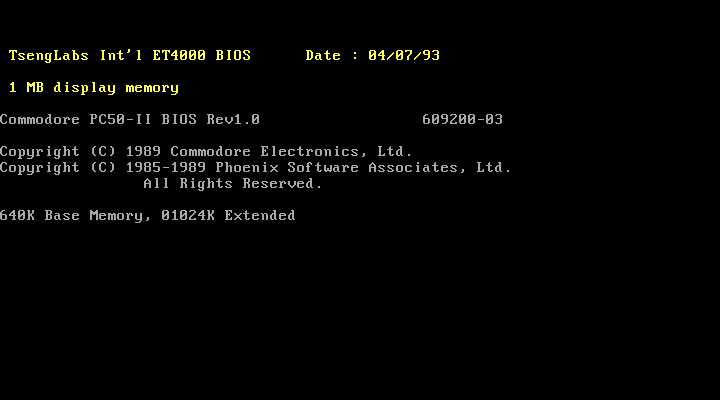 TsengLabs Int'l ET4000 BIOS Date : 04/07/93
1 MB display memory
Commodore PC50-II BIOS Rev1.0 609200-03
Copyright (C) 1989 Commodore Electronics, Ltd.
Copyright (C) 1985-1989 Phoenix Software Associates, Ltd.
All Rights Reserved.
640K Base Memory, 01024K Extended